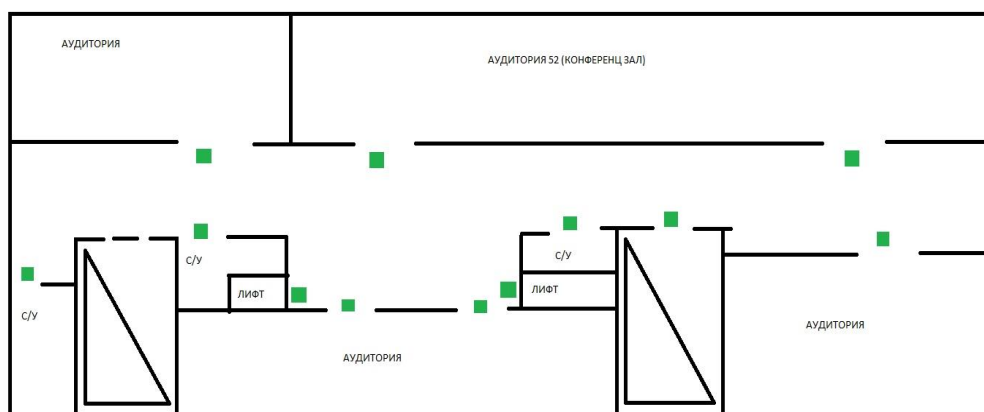 АУДИТОРИЯ
АУДИТОРИЯ 52 (КОНФЕРЕНЦ ЗАЛ)
С/У
С/У
ЛИФТ
ЛИФТ
С/У
АУДИТОРИЯ
АУДИТОРИЯ